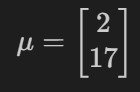 μ = [2
17]